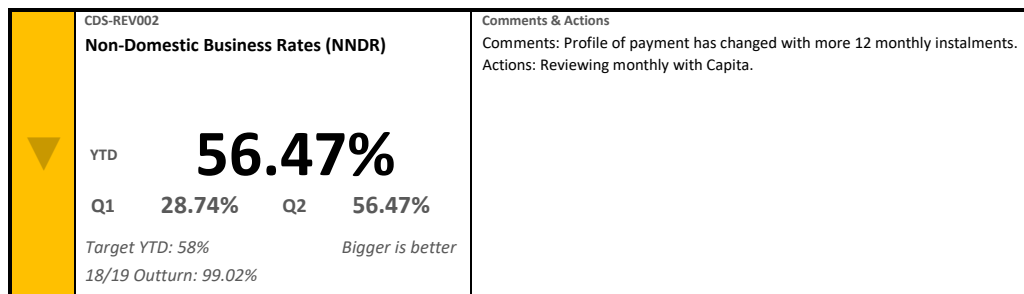 CDS-REV002
Non-Domestic Business Rates (NNDR)
YTD 56.47%
Q1 28.74% Q2 56.47%
Target YTD: 58% Bigger is better
18/19 Outturn: 99.02%
Comments & Actions
Comments: Profile of payment has changed with more 12 monthly instalments.
Actions: Reviewing monthly with Capita.